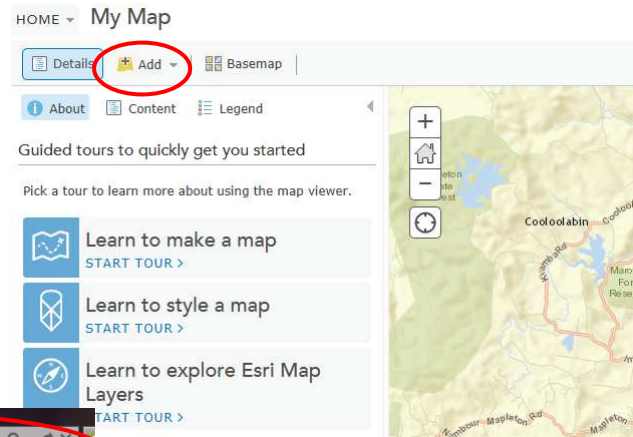 HOME My Map
Details Add Basemap
About Content Legend
Guided tours to quickly get you started
Pick a tour to learn more about using the map viewer.
Learn to make a map
START TOUR >
Learn to style a map
START TOUR >
Learn to explore Esri Map
Layers
START TOUR >
+
−
Cooloolabin
Mapleton Rd